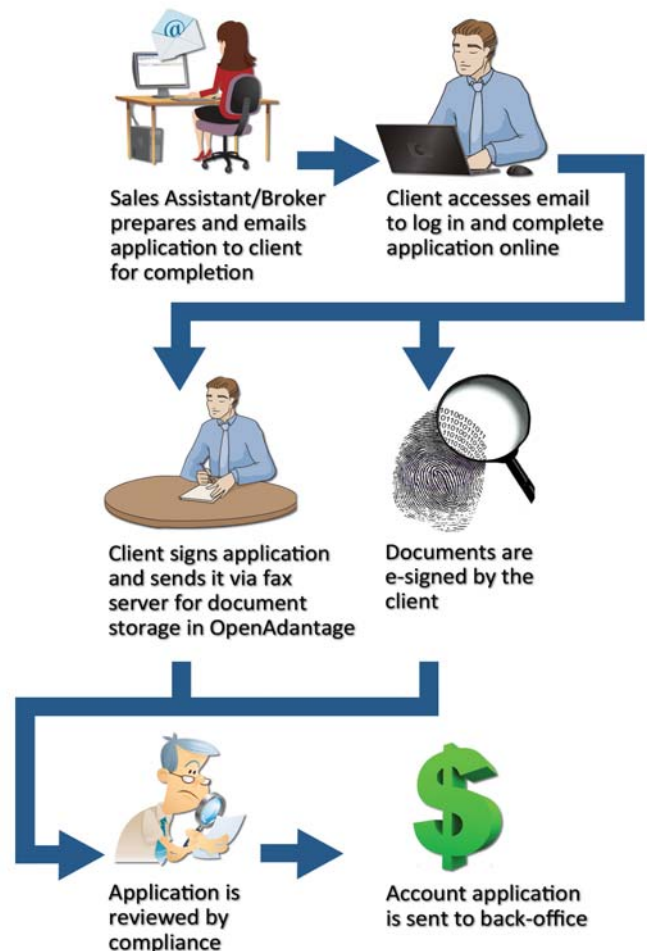 @
Sales Assistant/Broker
prepares and emails
application to client
for completion
Client accesses email
to log in and complete
application online
Client signs application
and sends it via fax
server for document
storage in OpenAdantage
Documents are
e-signed by the
client
Application is
reviewed by
compliance
Account application
is sent to back-office